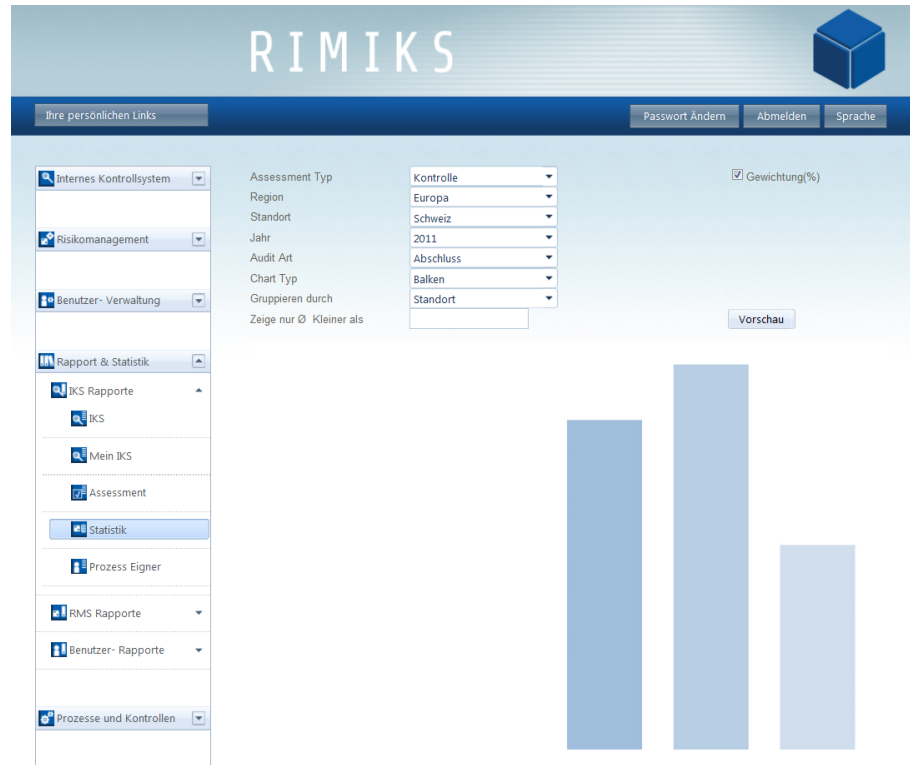 RIMIKS
Ihre persönlichen Links
Passwort Ändern
Abmelden
Sprache
Internes Kontrollsystem
Risikomanagement
Benutzer- Verwaltung
Rapport & Statistik
IKS Rapporte
IKS
Mein IKS
Assessment
Statistik
Prozess Eigner
RMS Rapporte
Benutzer- Rapporte
Prozesse und Kontrollen
Assessment Typ Kontrolle
Gewichtung(%)
Region Europa
Standort Schweiz
Jahr 2011
Audit Art Abschluss
Chart Typ Balken
Gruppieren durch Standort
Zeige nur Ø Kleiner als
Vorschau